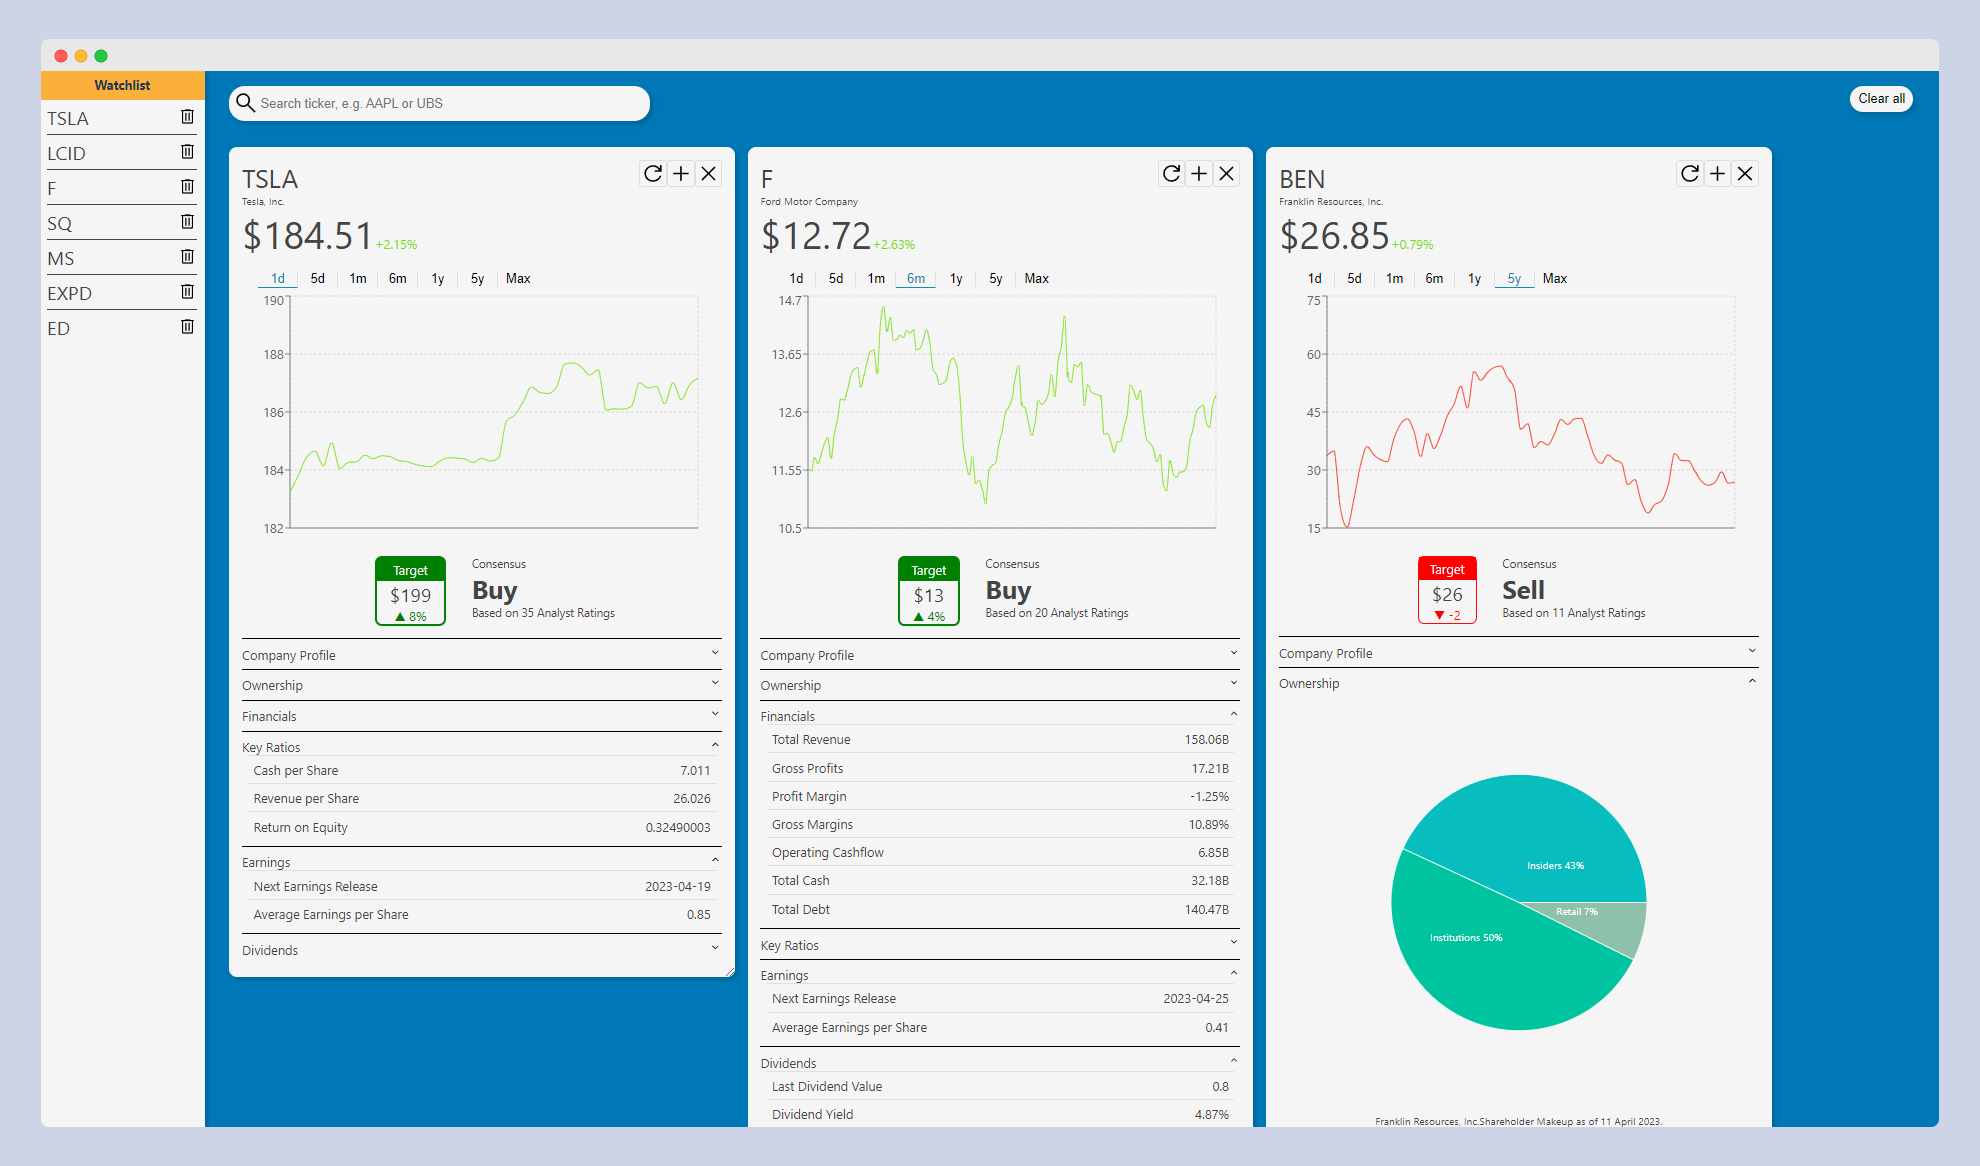 Watchlist
TSLA
LCID
F
SQ
MS
EXPD
ED
Search ticker, e.g. AAPL or UBS
Clear all
TSLA
Tesla, Inc.
$184.51 +2.15%
1d 5d 1m 6m 1y 5y Max
190
188
186
184
182
Target
$199
▲ 8%
Consensus
Buy
Based on 35 Analyst Ratings
Company Profile
Ownership
Financials
Key Ratios
Cash per Share 7.011
Revenue per Share 26.026
Return on Equity 0.32490003
Earnings
Next Earnings Release 2023-04-19
Average Earnings per Share 0.85
Dividends
F
Ford Motor Company
$12.72 +2.63%
1d 5d 1m 6m 1y 5y Max
14.7
13.65
12.6
11.55
10.5
Target
$13
▲ 4%
Consensus
Buy
Based on 20 Analyst Ratings
Company Profile
Ownership
Financials
Total Revenue 158.06B
Gross Profits 17.21B
Profit Margin -1.25%
Gross Margins 10.89%
Operating Cashflow 6.85B
Total Cash 32.18B
Total Debt 140.47B
Key Ratios
Earnings
Next Earnings Release 2023-04-25
Average Earnings per Share 0.41
Dividends
Last Dividend Value 0.8
Dividend Yield 4.87%
BEN
Franklin Resources, Inc.
$26.85 +0.79%
1d 5d 1m 6m 1y 5y Max
75
60
45
30
15
Target
$26
▼ -2
Consensus
Sell
Based on 11 Analyst Ratings
Company Profile
Ownership
Insiders 43%
Retail 7%
Institutions 50%
Franklin Resources, Inc.Shareholder Makeup as of 11 April 2023.